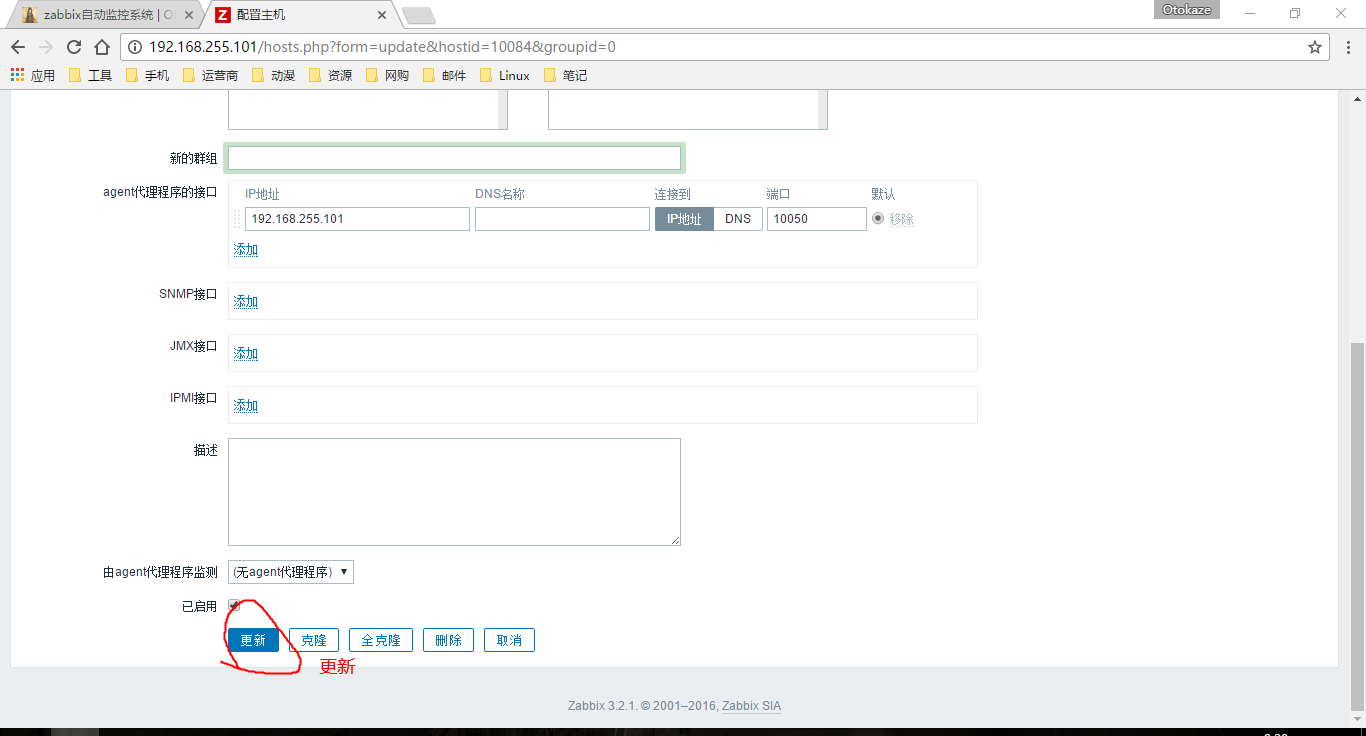 zabbix自动监控系统 | O
配置主机
Otokaze
192.168.255.101/hosts.php?form=update&hostid=10084&groupid=0
应用 工具 手机 运营商 动漫 资源 网购 邮件 Linux 笔记
新的群组
agent代理程序的接口 IP地址 DNS名称 连接到 端口 默认
192.168.255.101 IP地址 DNS 10050 移除
添加
SNMP接口 添加
JMX接口 添加
IPMI接口 添加
描述
由agent代理程序监测 (无agent代理程序)
已启用
更新 克隆 全克隆 删除 取消
更新
Zabbix 3.2.1. © 2001–2016, Zabbix SIA